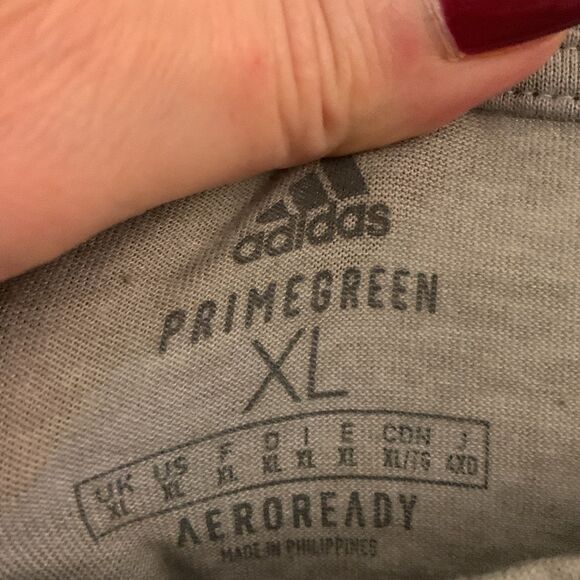 adidas
PRIMEGREEN
XL
UK US F D I E CDN J
XL XL XL XL XL XL XL/TG 4XO
AEROREADY
MADE IN PHILIPPINES